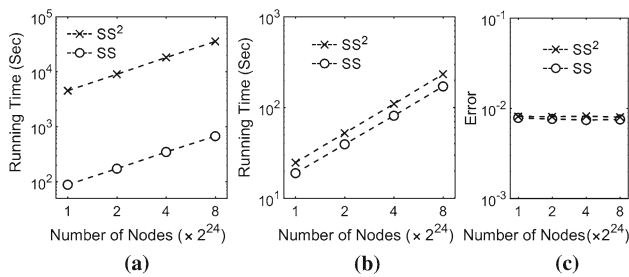 10^5
10^4
10^3
10^2
Running Time (Sec)
SS^2
SS
1 2 4 8
Number of Nodes (× 2^24)
(a)
10^3
10^2
10^1
Running Time (Sec)
SS^2
SS
1 2 4 8
Number of Nodes (× 2^24)
(b)
10^-1
10^-2
10^-3
Error
SS^2
SS
1 2 4 8
Number of Nodes(×2^24)
(c)